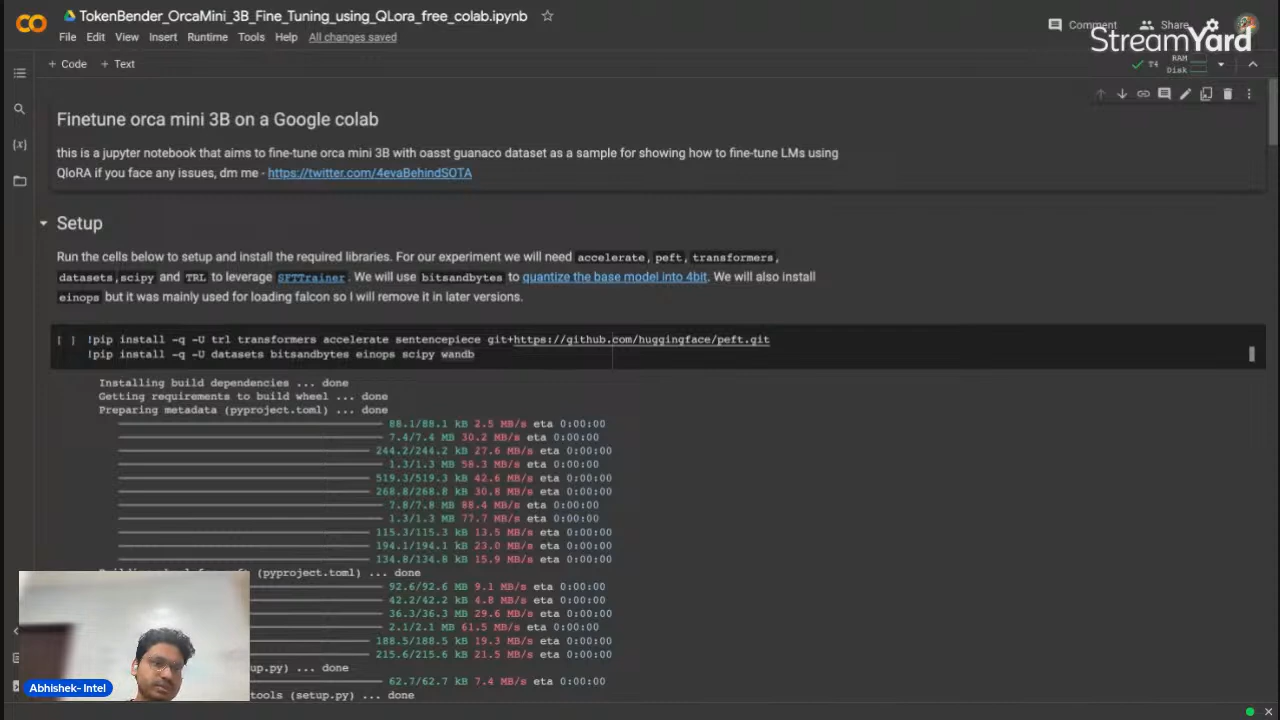 TokenBender_OrcaMini_3B_Fine_Tuning_using_QLora_free_colab.ipynb
Comment
Share
StreamYard
File Edit View Insert Runtime Tools Help All changes saved
+ Code + Text
T4
RAM
Disk
Finetune orca mini 3B on a Google colab
this is a jupyter notebook that aims to fine-tune orca mini 3B with oasst guanaco dataset as a sample for showing how to fine-tune LMs using
QloRA if you face any issues, dm me - https://twitter.com/4evaBehindSOTA
Setup
Run the cells below to setup and install the required libraries. For our experiment we will need accelerate, peft, transformers,
datasets,scipy and TRL to leverage SFTTrainer. We will use bitsandbytes to quantize the base model into 4bit. We will also install
einops but it was mainly used for loading falcon so I will remove it in later versions.
[ ] !pip install -q -U trl transformers accelerate sentencepiece git+https://github.com/huggingface/peft.git
!pip install -q -U datasets bitsandbytes einops scipy wandb
Installing build dependencies ... done
Getting requirements to build wheel ... done
Preparing metadata (pyproject.toml) ... done
88.1/88.1 kB 2.5 MB/s eta 0:00:00
7.4/7.4 MB 30.2 MB/s eta 0:00:00
244.2/244.2 kB 27.6 MB/s eta 0:00:00
1.3/1.3 MB 58.3 MB/s eta 0:00:00
519.3/519.3 kB 42.6 MB/s eta 0:00:00
268.8/268.8 kB 30.8 MB/s eta 0:00:00
7.8/7.8 MB 88.4 MB/s eta 0:00:00
1.3/1.3 MB 77.7 MB/s eta 0:00:00
115.3/115.3 kB 13.5 MB/s eta 0:00:00
194.1/194.1 kB 23.0 MB/s eta 0:00:00
134.8/134.8 kB 15.9 MB/s eta 0:00:00
(pyproject.toml) ... done
92.6/92.6 MB 9.1 MB/s eta 0:00:00
42.2/42.2 kB 4.8 MB/s eta 0:00:00
36.3/36.3 MB 29.6 MB/s eta 0:00:00
2.1/2.1 MB 61.5 MB/s eta 0:00:00
188.5/188.5 kB 19.3 MB/s eta 0:00:00
215.6/215.6 kB 21.5 MB/s eta 0:00:00
up.py) ... done
62.7/62.7 kB 7.4 MB/s eta 0:00:00
tools (setup.py) ... done
Abhishek- Intel